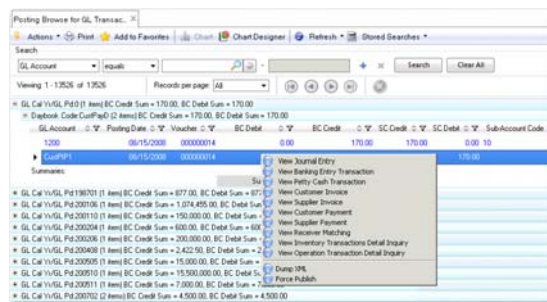 Posting Browse for GL Transac..
Actions Print Add to Favorites Chart Chart Designer Refresh Stored Searches
Search
GL Account equals Search Clear All
Viewing 1 - 13526 of 13526 Records per page: All
GL Cal Yr/GL Pd:0 (1 item) BC Credit Sum = 170.00, BC Debit Sum = 170.00
Daybook Code:CustPayD (2 items) BC Credit Sum = 170.00, BC Debit Sum = 170.00
GL Account Posting Date Voucher BC Debit BC Credit SC Credit SC Debit Sub-Account Code
1200 08/15/2008 000000014 0.00 170.00 170.00 0.00 10
CustPIP1 08/15/2008 000000014 170.00
Summaries:
View Journal Entry
View Banking Entry Transaction
View Petty Cash Transaction
View Customer Invoice
View Supplier Invoice
View Customer Payment
View Supplier Payment
View Receiver Matching
View Inventory Transactions Detail Inquiry
View Operation Transaction Detail Inquiry
Dump XML
Force Publish
GL Cal Yr/GL Pd:198701 (1 item) BC Credit Sum = 877.00, BC Debit Sum =
GL Cal Yr/GL Pd:200106 (1 item) BC Credit Sum = 1,074,455.00, BC Debit
GL Cal Yr/GL Pd:200110 (1 item) BC Credit Sum = 150,000.00, BC Debit Sum
GL Cal Yr/GL Pd:200204 (1 item) BC Credit Sum = 600.00, BC Debit Sum =
GL Cal Yr/GL Pd:200206 (1 item) BC Credit Sum = 200,000.00, BC Debit Sum
GL Cal Yr/GL Pd:200408 (1 item) BC Credit Sum = 2,422.50, BC Debit Sum =
GL Cal Yr/GL Pd:200505 (1 item) BC Credit Sum = 15,000.00, BC Debit Sum
GL Cal Yr/GL Pd:200510 (1 item) BC Credit Sum = 15,500,000.00, BC Debit
GL Cal Yr/GL Pd:200511 (1 item) BC Credit Sum = 7,000.00, BC Debit Sum =
GL Cal Yr/GL Pd:200702 (2 items) BC Credit Sum = 4,500.00, BC Debit Sum = 4,500.00